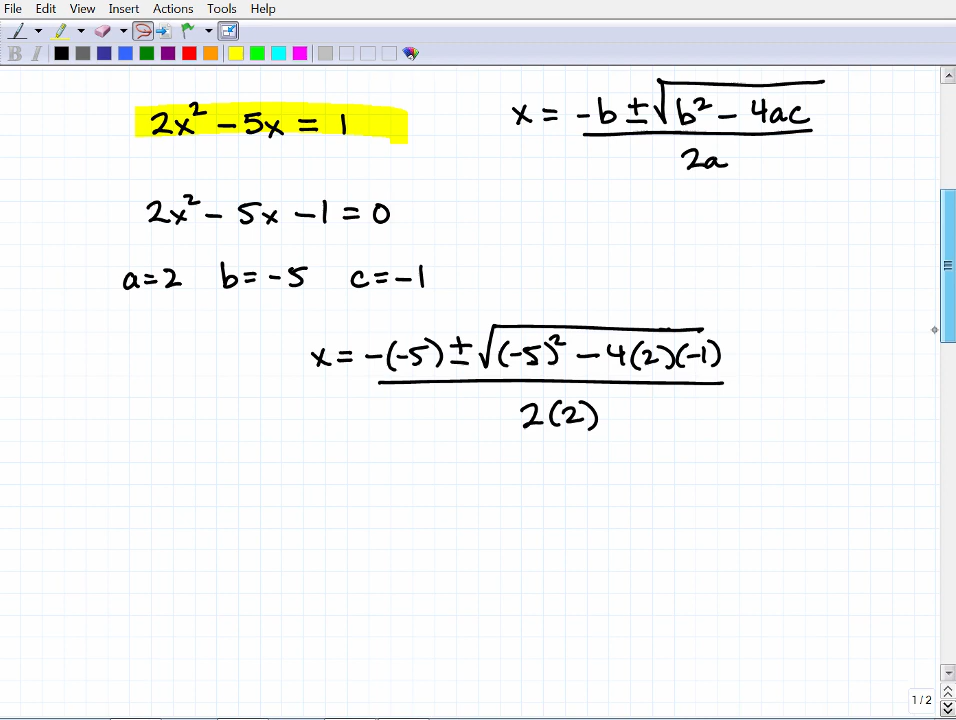 File Edit View Insert Actions Tools Help
B I
2x² − 5x = 1
x = -b ± √(b² − 4ac)
2a
2x² − 5x − 1 = 0
a=2 b=-5 c=-1
x = -(-5) ± √((-5)² − 4(2)(-1))
2(2)
1 / 2